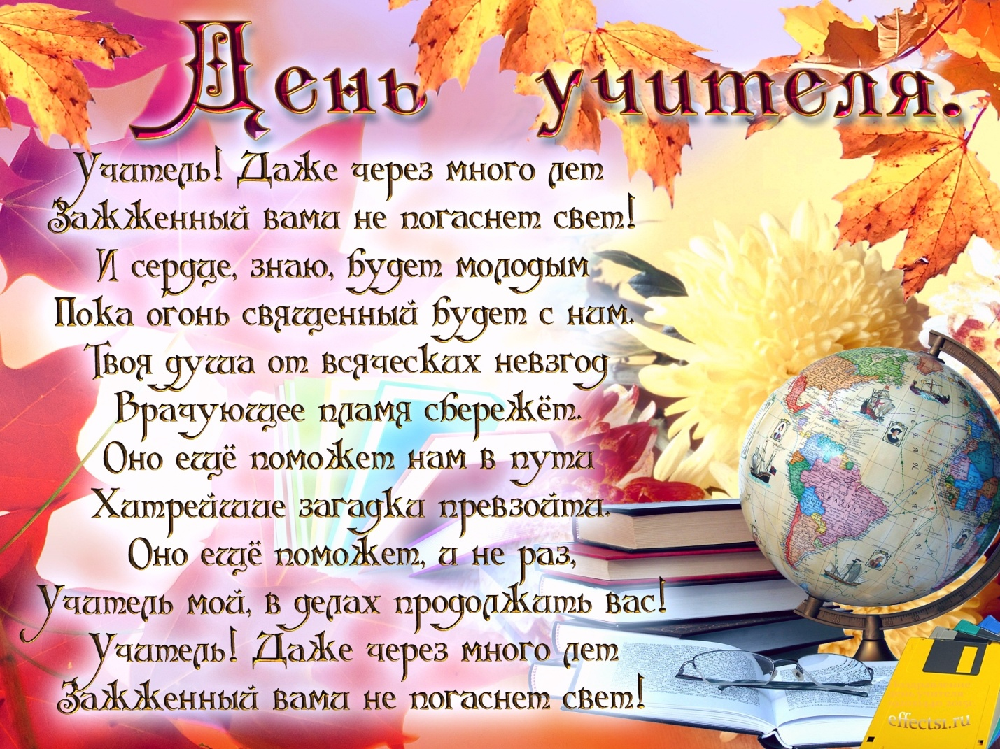 День учителя.
Учитель! Даже через много лет
Зажженный вами не погаснет свет!
И сердце, знаю, будет молодым
Пока огонь священный будет с ним.
Твоя душа от всяческих невзгод
Врачующее пламя сбережёт.
Оно ещё поможет нам в пути
Хитрейшие загадки превзойти.
Оно ещё поможет, и не раз,
Учитель мой, в делах продолжить вас!
Учитель! Даже через много лет
Зажженный вами не погаснет свет!
BRAZILIA
effectsi.ru